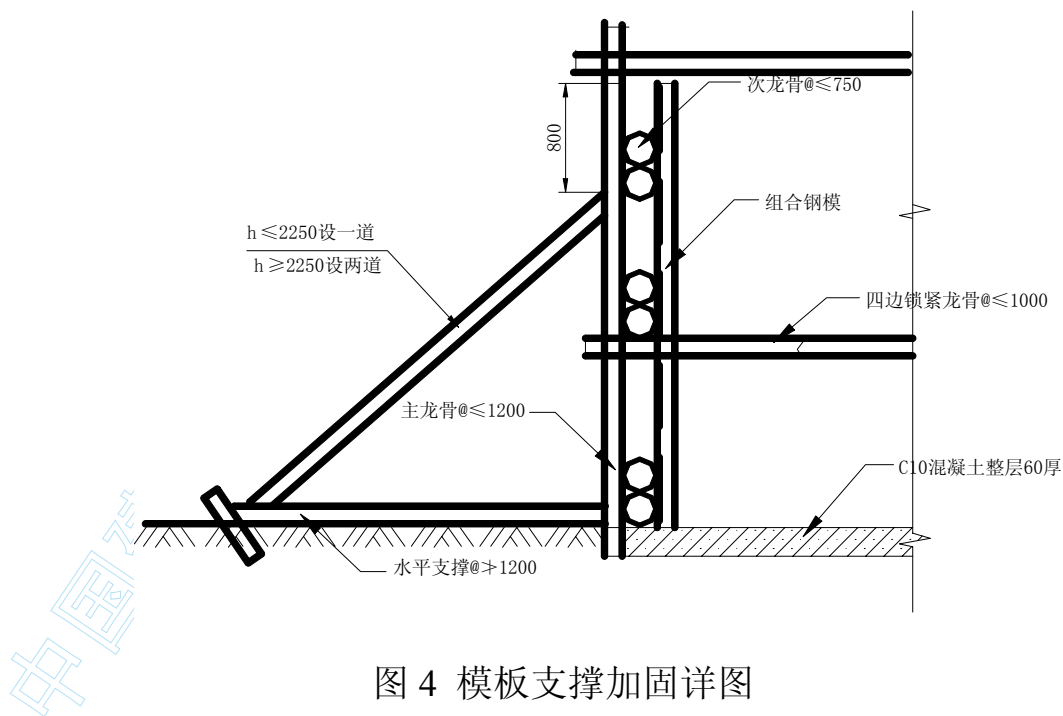 次龙骨@≤750
800
组合钢模
h≤2250设一道
h≥2250设两道
四边锁紧龙骨@≤1000
主龙骨@≤1200
C10混凝土整层60厚
水平支撑@≯1200
中国
图 4 模板支撑加固详图